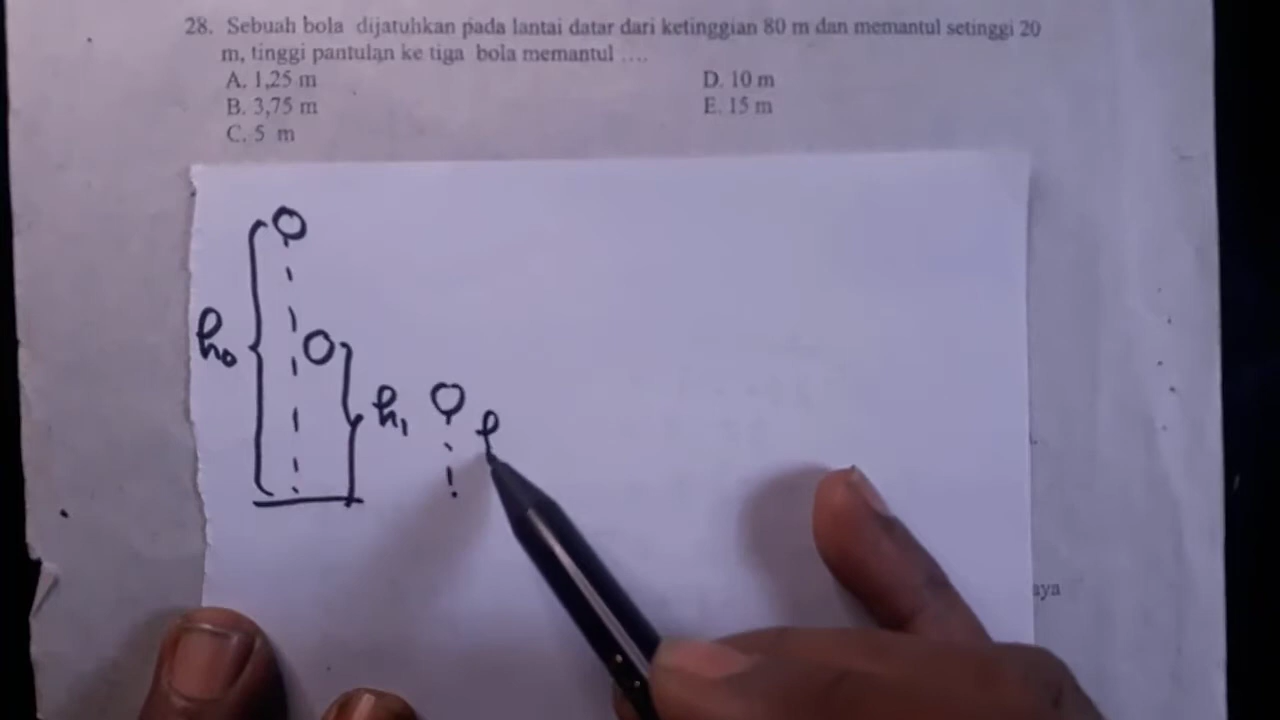 28. Sebuah bola dijatuhkan pada lantai datar dari ketinggian 80 m dan memantul setinggi 20
m, tinggi pantulan ke tiga bola memantul ....
A. 1,25 m
D. 10 m
B. 3,75 m
E. 15 m
C. 5 m
h₀
h₁
aya